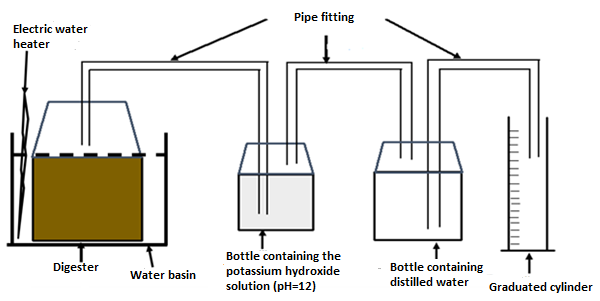 Pipe fitting
Electric water
heater
Digester
Water basin
Bottle containing the
potassium hydroxide
solution (pH=12)
Bottle containing
distilled water
Graduated cylinder